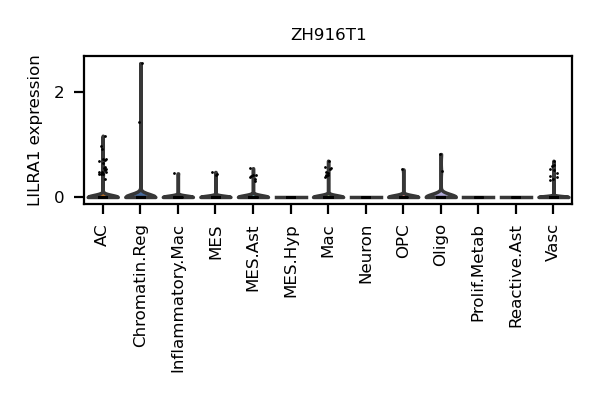 ZH916T1
LILRA1 expression
2
0
AC
Chromatin.Reg
Inflammatory.Mac
MES
MES.Ast
MES.Hyp
Mac
Neuron
OPC
Oligo
Prolif.Metab
Reactive.Ast
Vasc